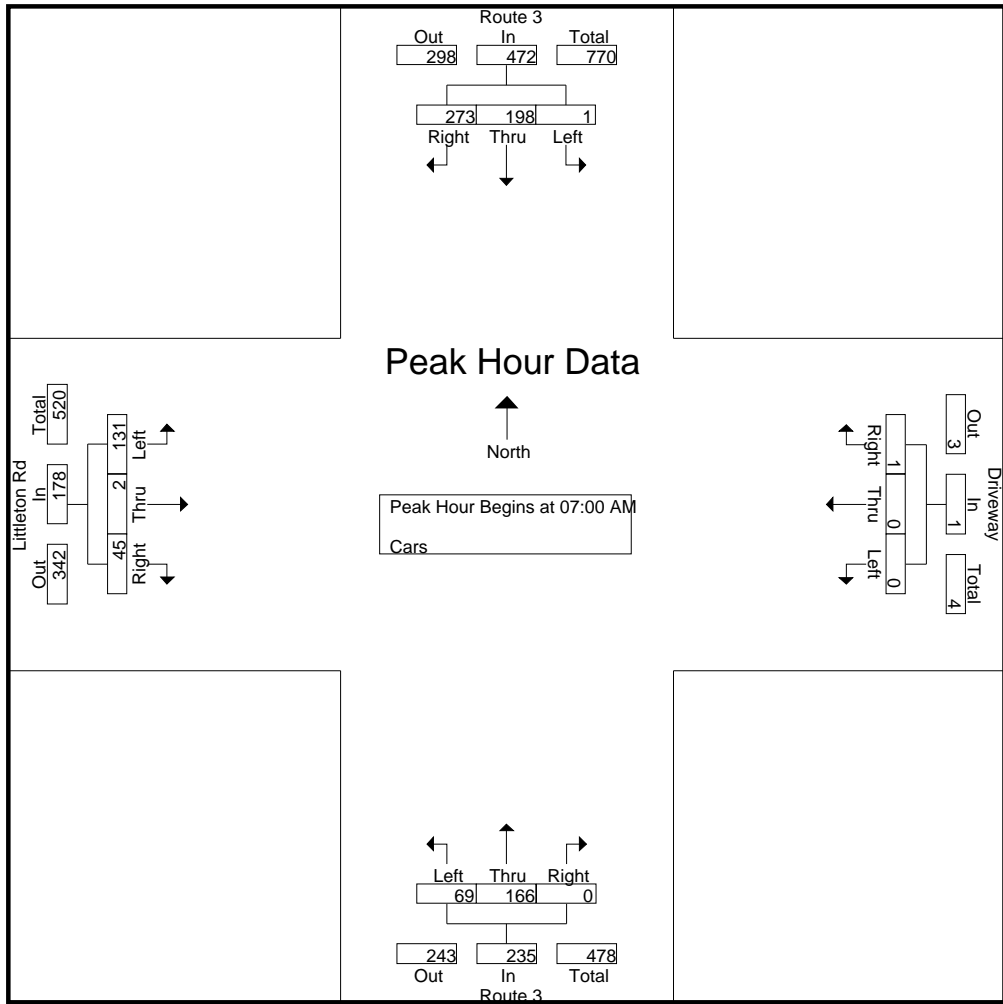 Route 3
Out In Total
298 472 770
273 198 1
Right Thru Left
Peak Hour Data
North
Peak Hour Begins at 07:00 AM
Cars
Littleton Rd
Total In Out
520 178 342
131 2 45
Left Thru Right
Right Thru Left
1 0 0
Out In Total
3 1 4
Driveway
Left Thru Right
69 166 0
243 235 478
Out In Total
Route 3